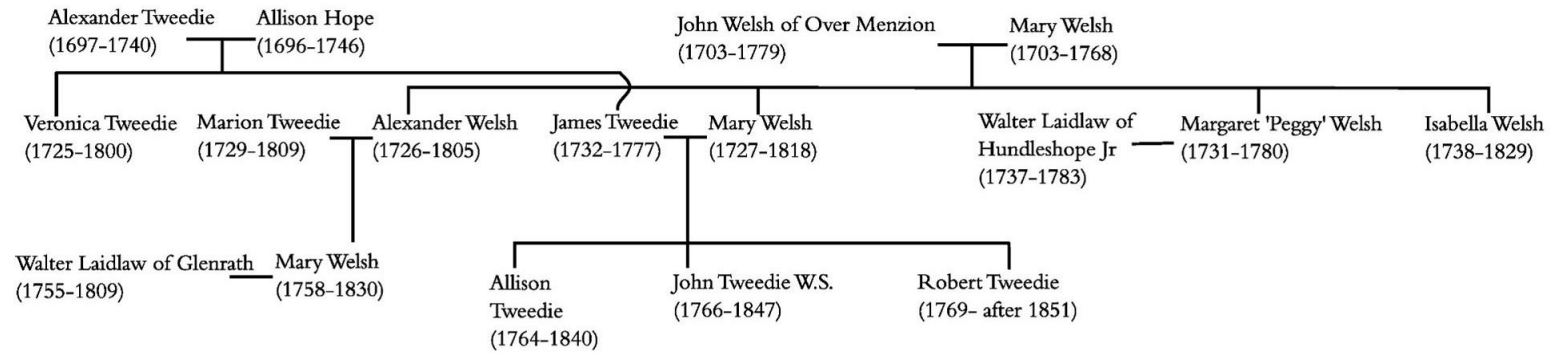 Alexander Tweedie
(1697-1740)
Allison Hope
(1696-1746)
John Welsh of Over Menzion
(1703-1779)
Mary Welsh
(1703-1768)
Veronica Tweedie
(1725-1800)
Marion Tweedie
(1729-1809)
Alexander Welsh
(1726-1805)
James Tweedie
(1732-1777)
Mary Welsh
(1727-1818)
Walter Laidlaw of
Hundleshope Jr
(1737-1783)
Margaret 'Peggy' Welsh
(1731-1780)
Isabella Welsh
(1738-1829)
Walter Laidlaw of Glenrath
(1755-1809)
Mary Welsh
(1758-1830)
Allison
Tweedie
(1764-1840)
John Tweedie W.S.
(1766-1847)
Robert Tweedie
(1769- after 1851)